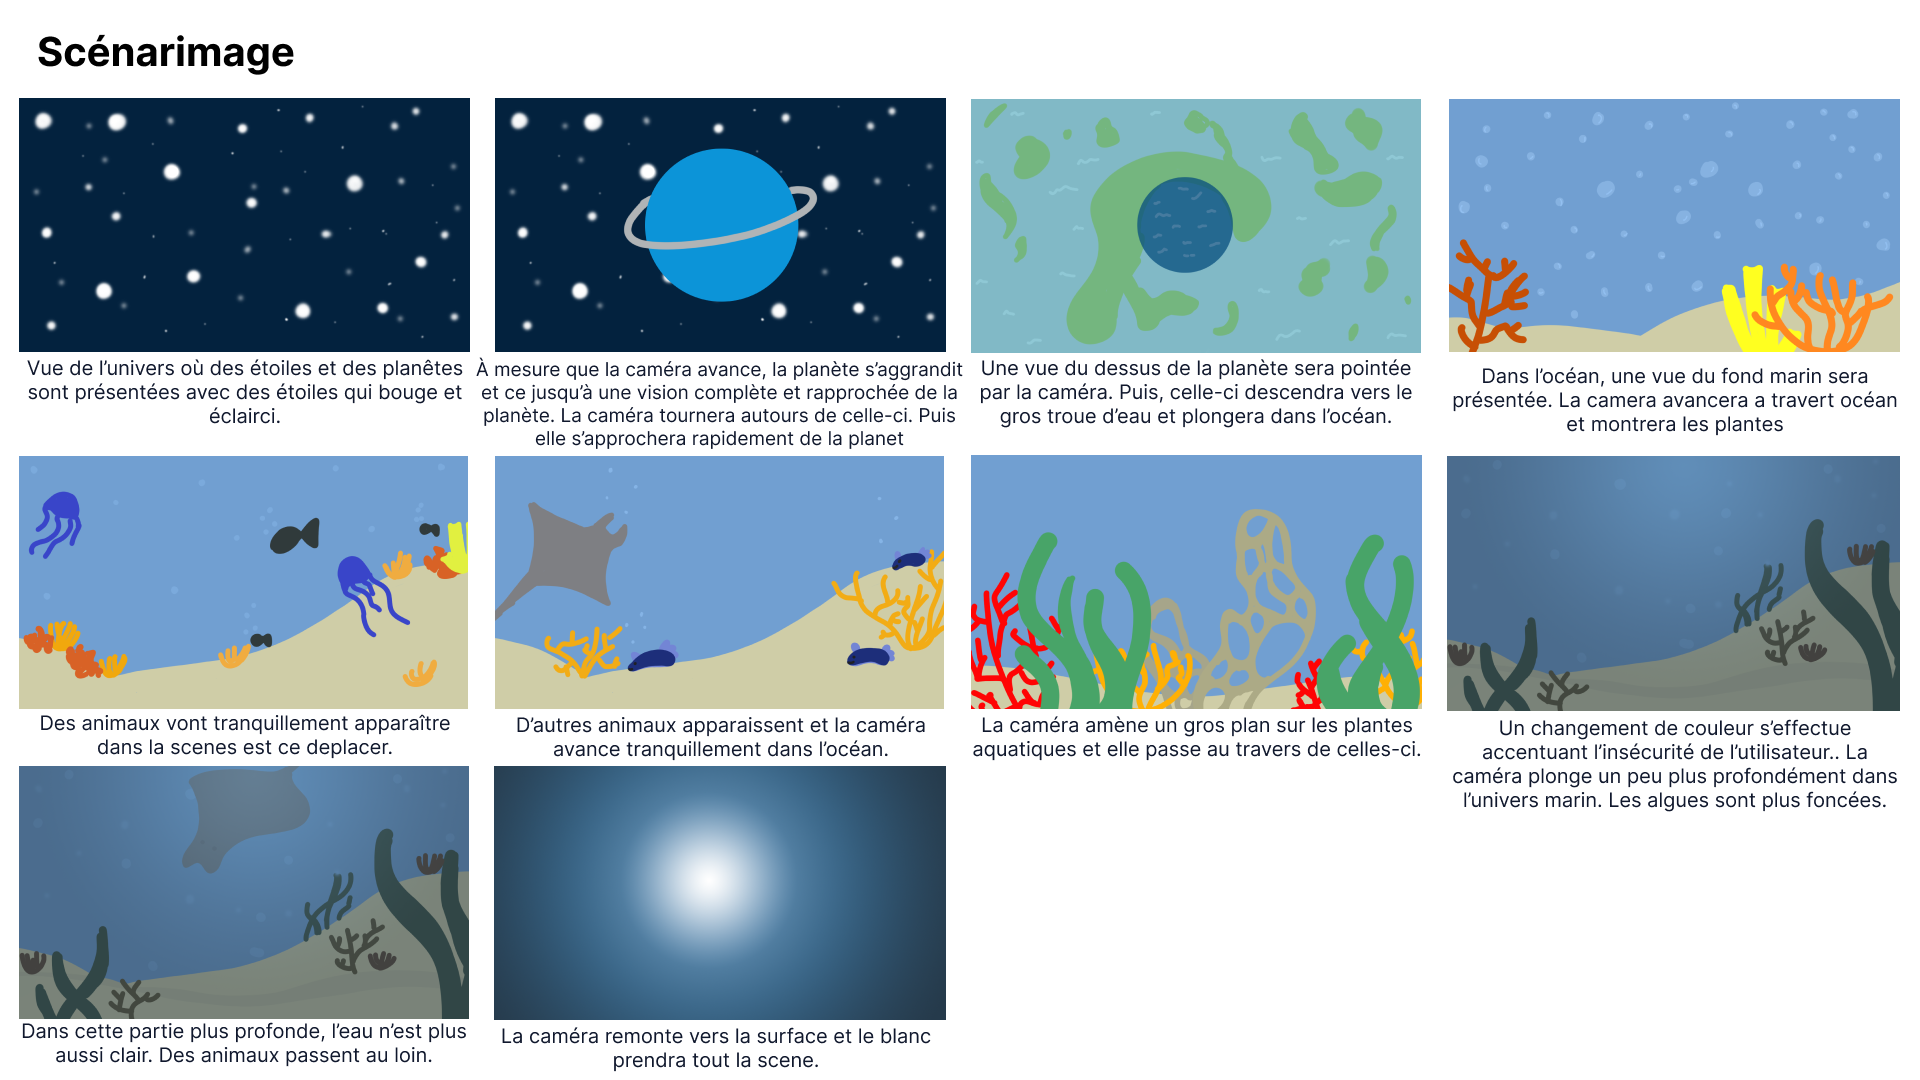 Scénarimage
Vue de l’univers où des étoiles et des planêtes
sont présentées avec des étoiles qui bouge et
éclairci.
À mesure que la caméra avance, la planète s’aggrandit
et ce jusqu’à une vision complète et rapprochée de la
planète. La caméra tournera autours de celle-ci. Puis
elle s’approchera rapidement de la planet
Une vue du dessus de la planète sera pointée
par la caméra. Puis, celle-ci descendra vers le
gros troue d’eau et plongera dans l’océan.
Dans l’océan, une vue du fond marin sera
présentée. La camera avancera a travert océan
et montrera les plantes
Des animaux vont tranquillement apparaître
dans la scenes est ce deplacer.
D’autres animaux apparaissent et la caméra
avance tranquillement dans l’océan.
La caméra amène un gros plan sur les plantes
aquatiques et elle passe au travers de celles-ci.
Un changement de couleur s’effectue
accentuant l’insécurité de l’utilisateur.. La
caméra plonge un peu plus profondément dans
l’univers marin. Les algues sont plus foncées.
Dans cette partie plus profonde, l’eau n’est plus
aussi clair. Des animaux passent au loin.
La caméra remonte vers la surface et le blanc
prendra tout la scene.